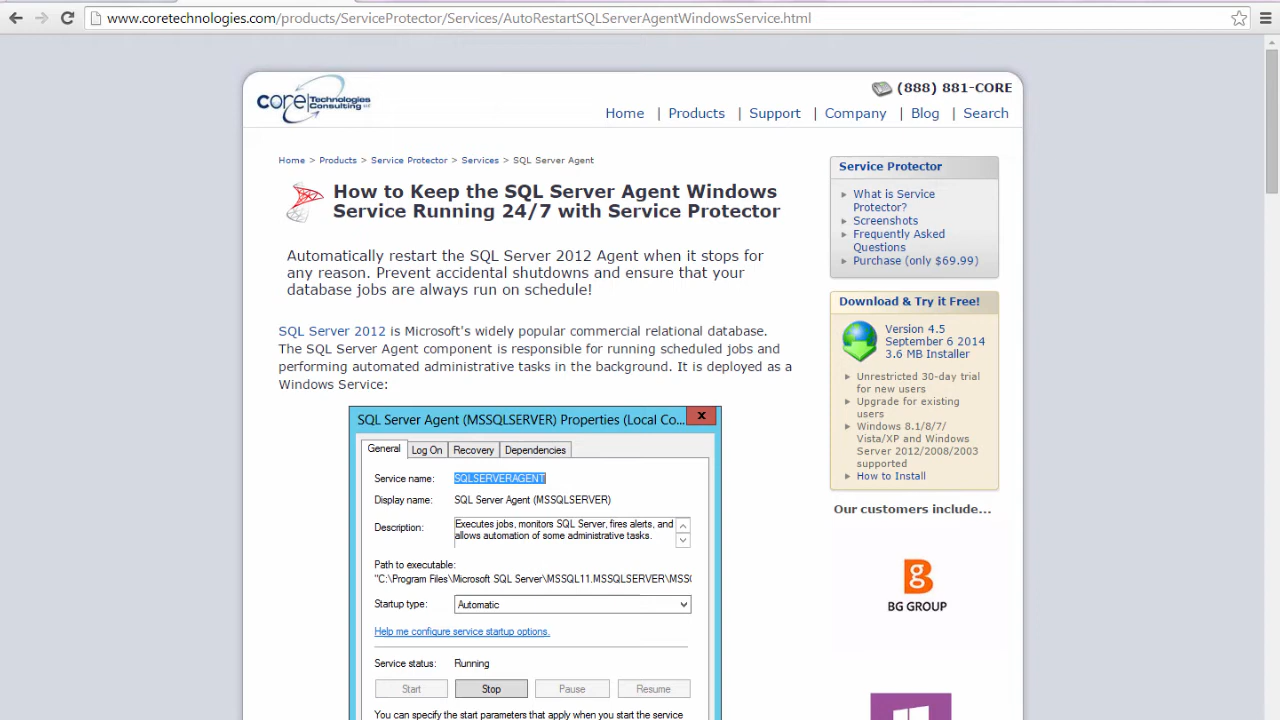 www.coretechnologies.com/products/ServiceProtector/Services/AutoRestartSQLServerAgentWindowsService.html
core Technologies Consulting
(888) 881-CORE
Home | Products | Support | Company | Blog | Search
Home > Products > Service Protector > Services > SQL Server Agent
How to Keep the SQL Server Agent Windows
Service Running 24/7 with Service Protector
Automatically restart the SQL Server 2012 Agent when it stops for
any reason. Prevent accidental shutdowns and ensure that your
database jobs are always run on schedule!
SQL Server 2012 is Microsoft's widely popular commercial relational database.
The SQL Server Agent component is responsible for running scheduled jobs and
performing automated administrative tasks in the background. It is deployed as a
Windows Service:
SQL Server Agent (MSSQLSERVER) Properties (Local Co...
x
General Log On Recovery Dependencies
Service name: SQLSERVERAGENT
Display name: SQL Server Agent (MSSQLSERVER)
Description: Executes jobs, monitors SQL Server, fires alerts, and
allows automation of some administrative tasks.
Path to executable:
"C:\Program Files\Microsoft SQL Server\MSSQL11.MSSQLSERVER\MSSQ
Startup type: Automatic
Help me configure service startup options.
Service status: Running
Start Stop Pause Resume
You can specify the start parameters that apply when you start the service
Service Protector
What is Service
Protector?
Screenshots
Frequently Asked
Questions
Purchase (only $69.99)
Download & Try it Free!
Version 4.5
September 6 2014
3.6 MB Installer
Unrestricted 30-day trial
for new users
Upgrade for existing
users
Windows 8.1/8/7/
Vista/XP and Windows
Server 2012/2008/2003
supported
How to Install
Our customers include...
BG GROUP